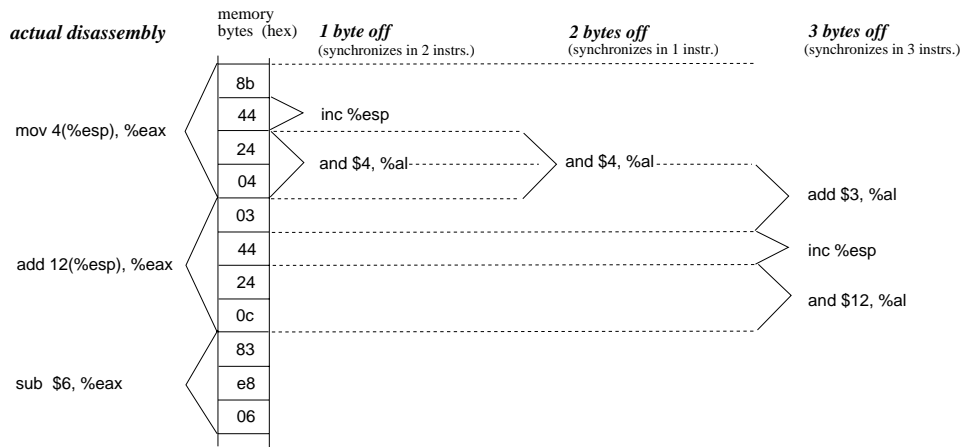 actual disassembly
memory
bytes (hex)
1 byte off
(synchronizes in 2 instrs.)
2 bytes off
(synchronizes in 1 instr.)
3 bytes off
(synchronizes in 3 instrs.)
8b
44
inc %esp
mov 4(%esp), %eax
24
and $4, %al
and $4, %al
04
add $3, %al
03
44
inc %esp
add 12(%esp), %eax
24
and $12, %al
0c
83
sub $6, %eax
e8
06